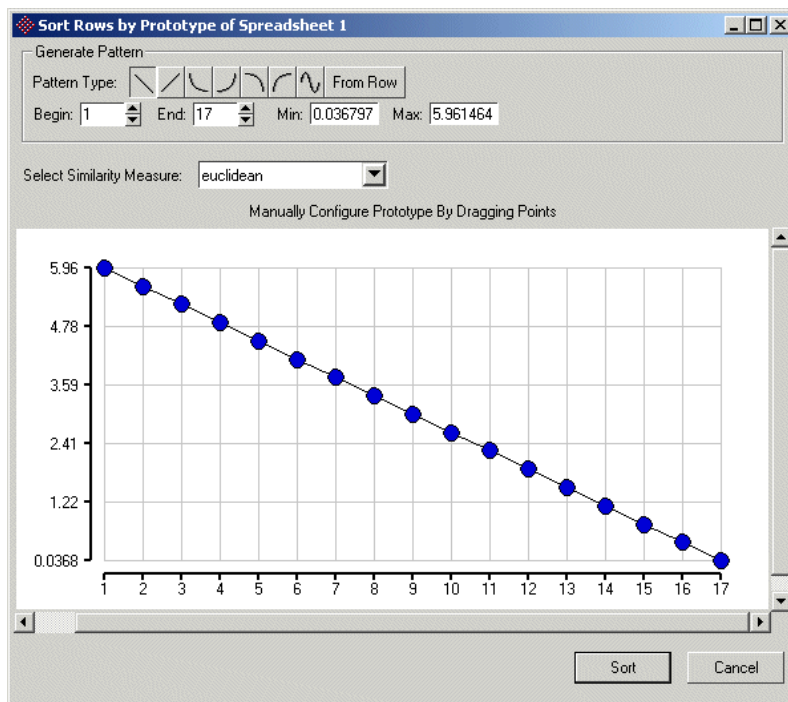 Sort Rows by Prototype of Spreadsheet 1
Generate Pattern
Pattern Type: From Row
Begin: 1 End: 17 Min: 0.036797 Max: 5.961464
Select Similarity Measure: euclidean
Manually Configure Prototype By Dragging Points
5.96
4.78
3.59
2.41
1.22
0.0368
1 2 3 4 5 6 7 8 9 10 11 12 13 14 15 16 17
Sort Cancel